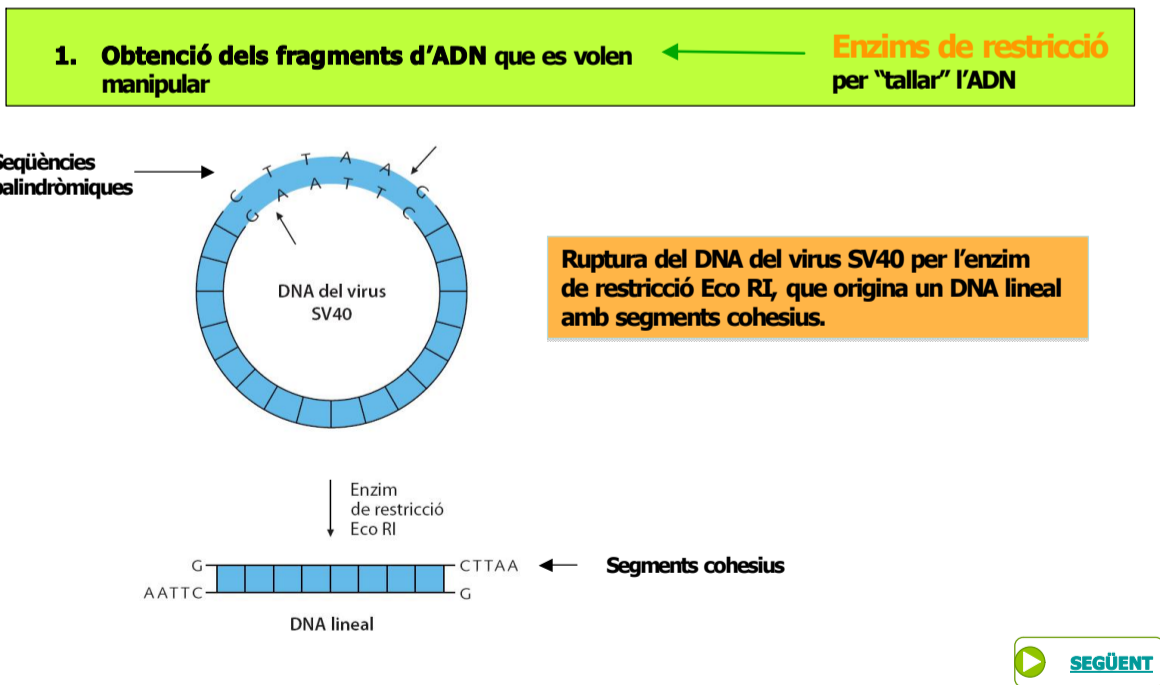 1. Obtenció dels fragments d’ADN que es volen
manipular
Enzims de restricció
per “tallar” l’ADN
Seqüències
palindròmiques
C T T A A G
G A A T T C
DNA del virus
SV40
Ruptura del DNA del virus SV40 per l’enzim
de restricció Eco RI, que origina un DNA lineal
amb segments cohesius.
Enzim
de restricció
Eco RI
G CTTAA
Segments cohesius
AATTC G
DNA lineal
SEGÜENT